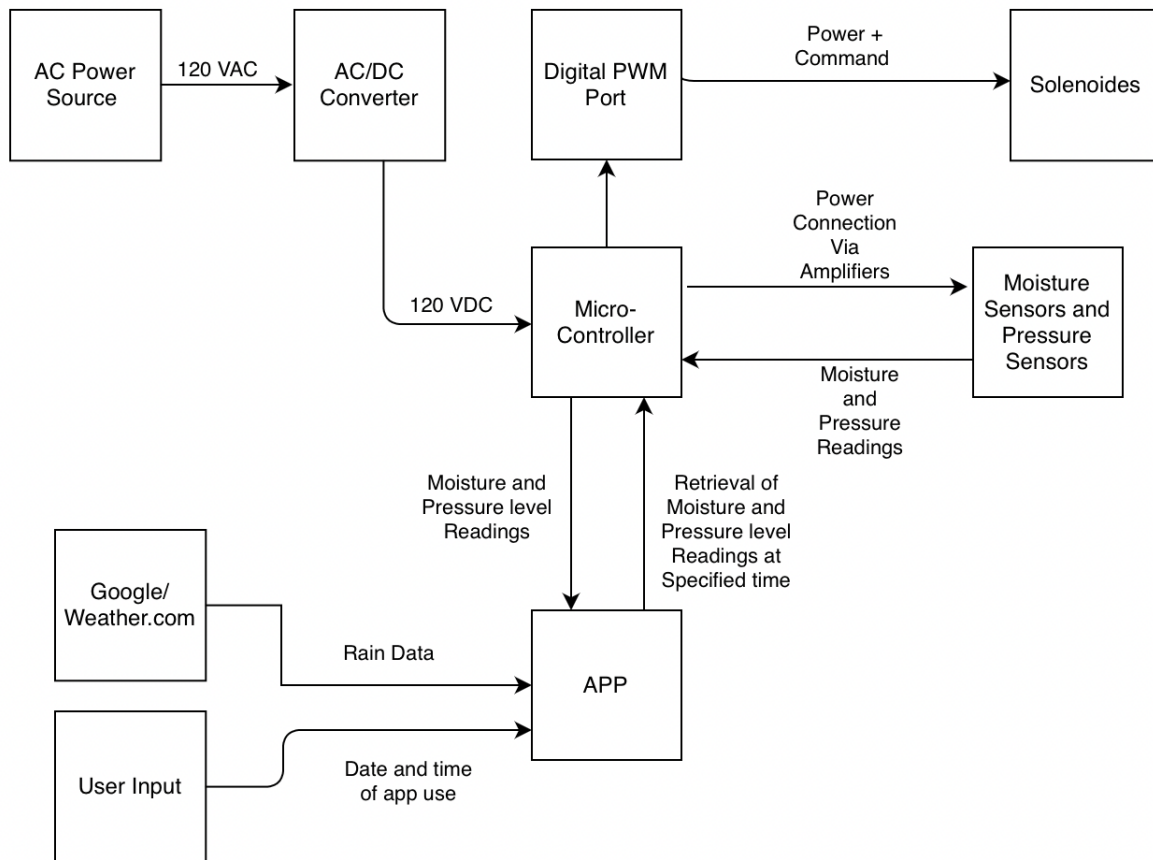 AC Power
Source
120 VAC
AC/DC
Converter
Digital PWM
Port
Power +
Command
Solenoides
Power
Connection
Via
Amplifiers
120 VDC
Micro-
Controller
Moisture
Sensors and
Pressure
Sensors
Moisture
and
Pressure
Readings
Moisture and
Pressure level
Readings
Retrieval of
Moisture and
Pressure level
Readings at
Specified time
Google/
Weather.com
Rain Data
APP
User Input
Date and time
of app use